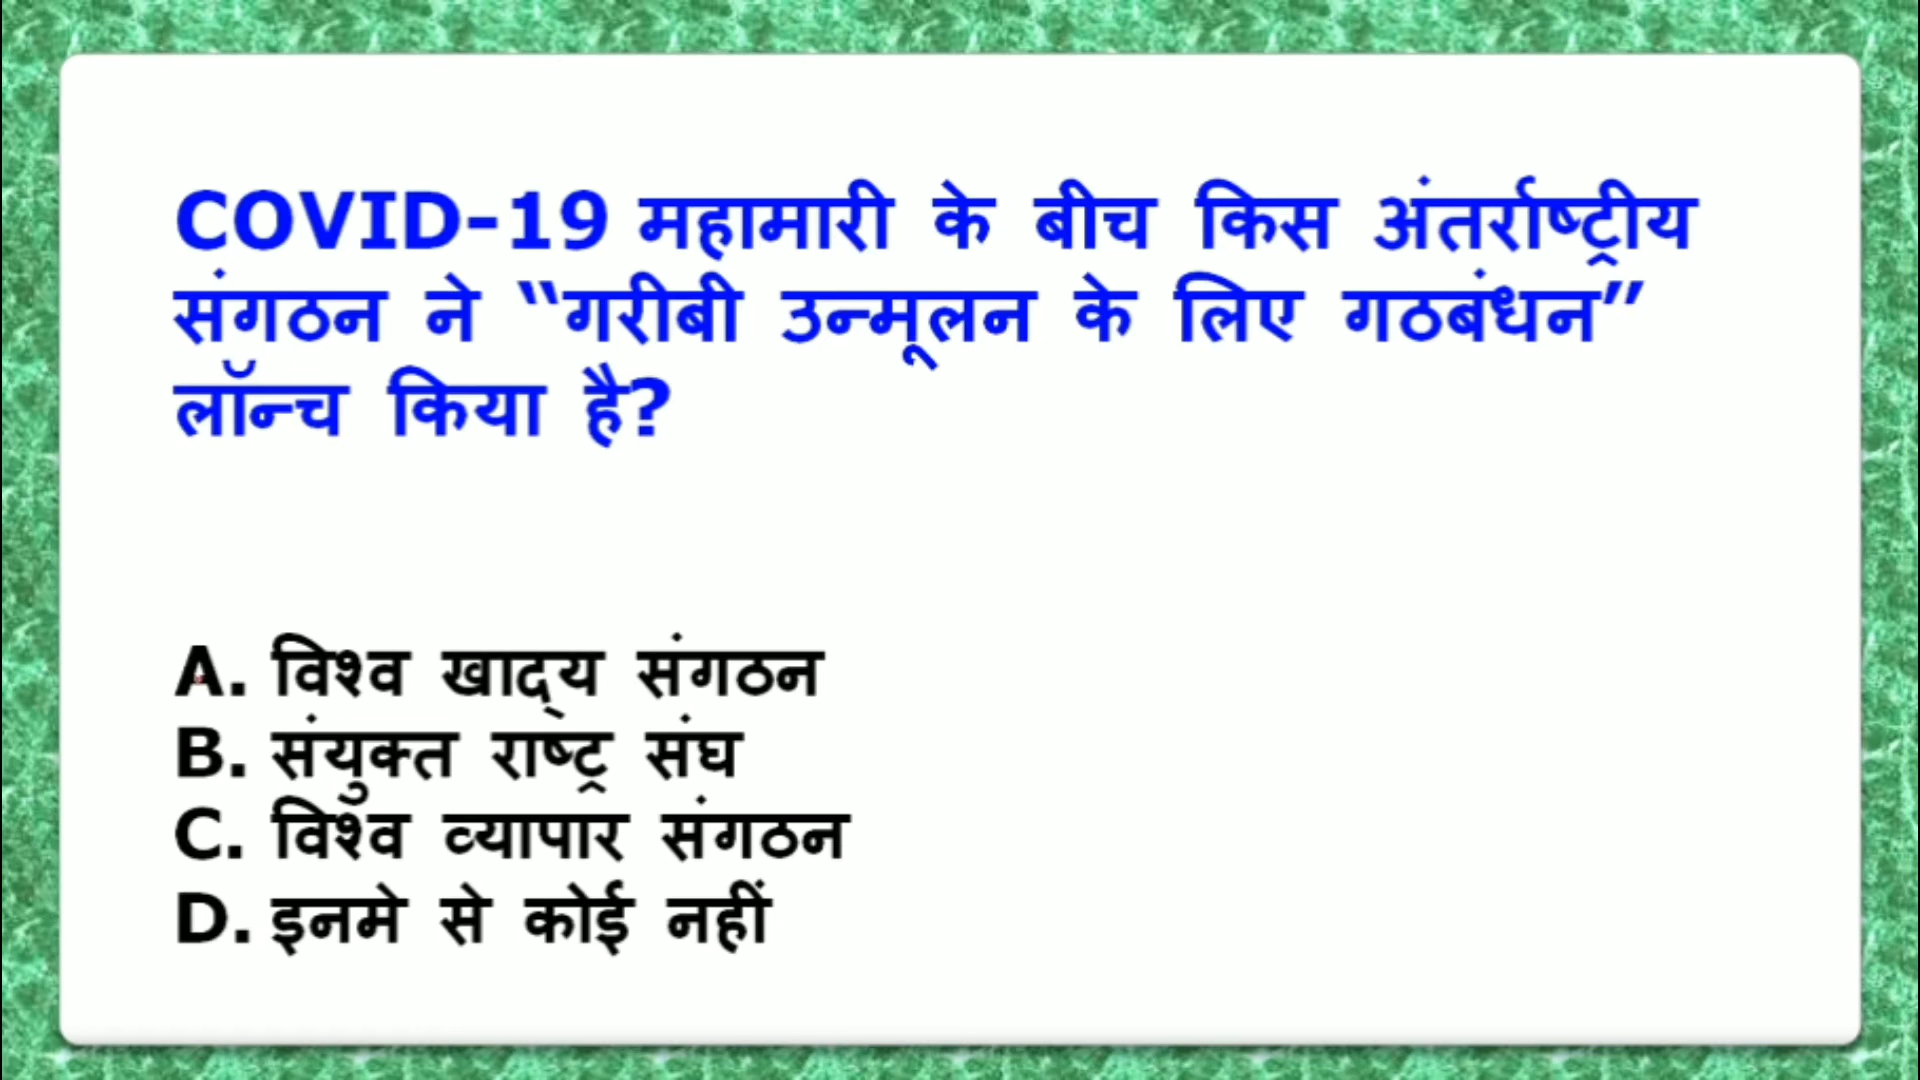 COVID-19 महामारी के बीच किस अंतर्राष्ट्रीय
संगठन ने “गरीबी उन्मूलन के लिए गठबंधन”
लॉन्च किया है?
A. विश्व खाद्य संगठन
B. संयुक्त राष्ट्र संघ
C. विश्व व्यापार संगठन
D. इनमे से कोई नहीं